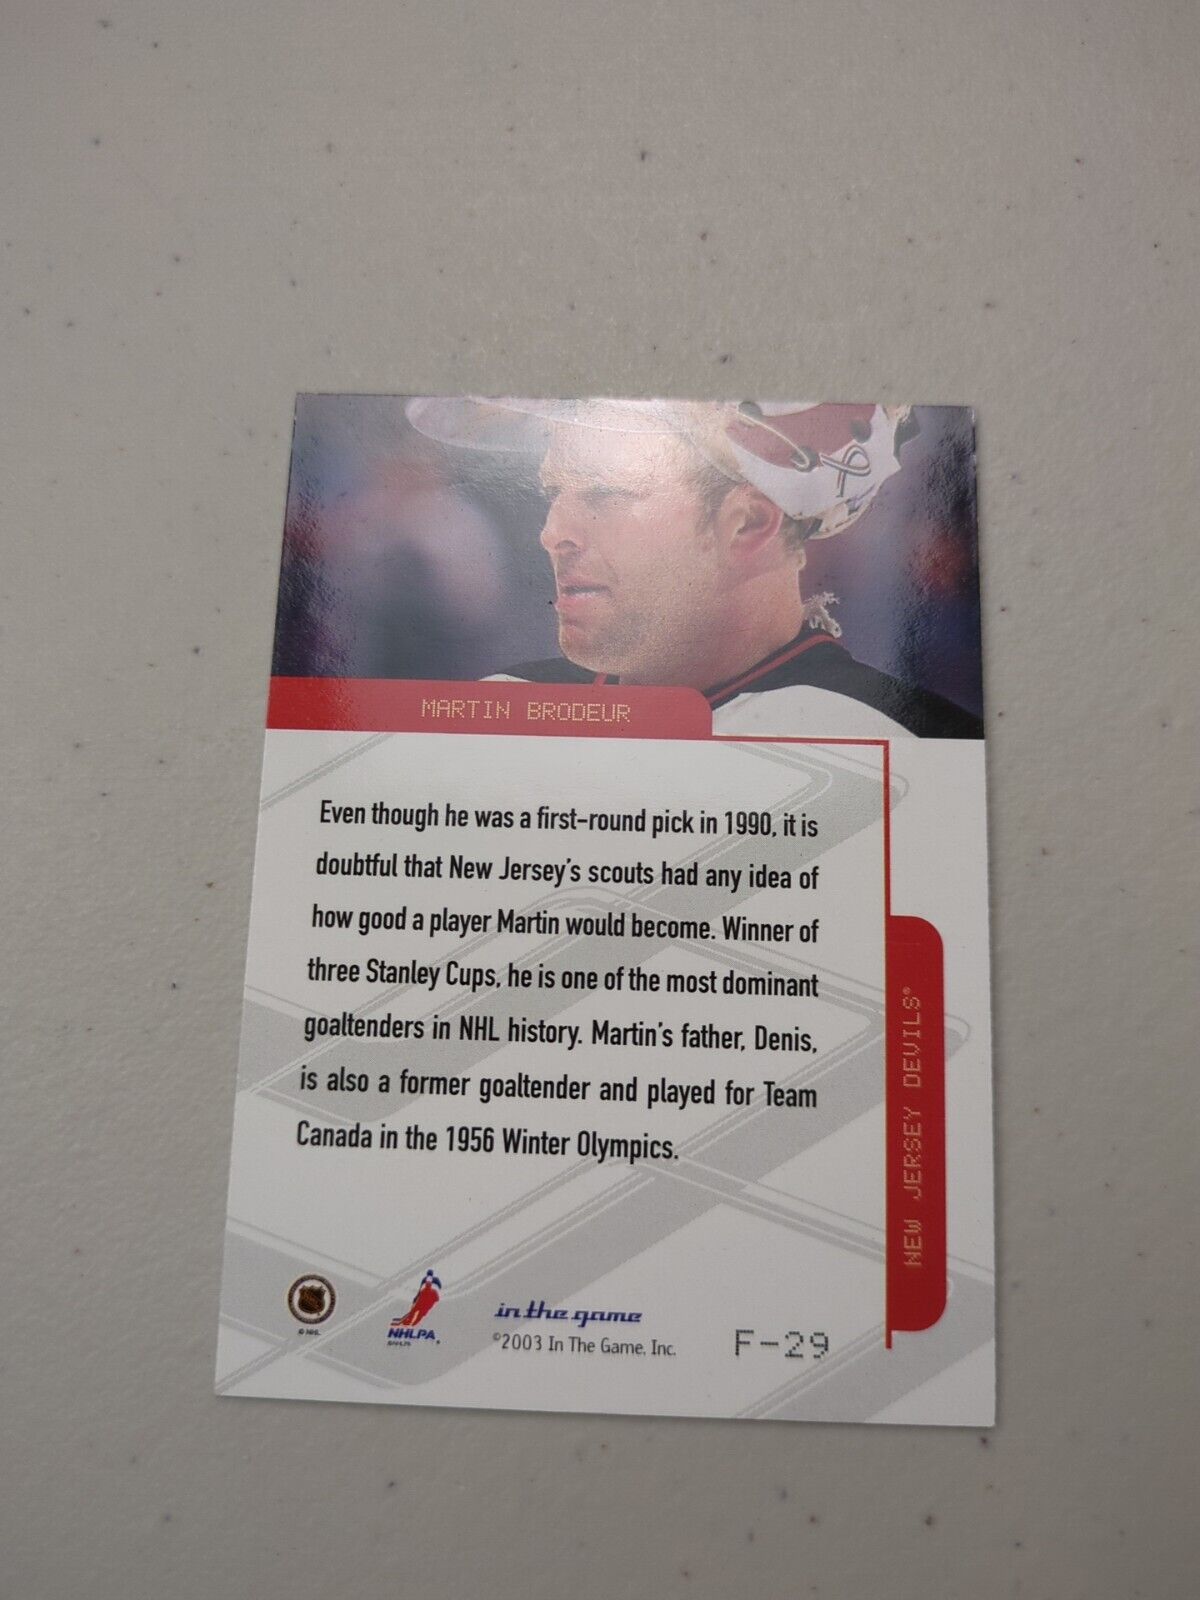 MARTIN BRODEUR
Even though he was a first-round pick in 1990, it is
doubtful that New Jersey's scouts had any idea of
how good a player Martin would become. Winner of
three Stanley Cups, he is one of the most dominant
goaltenders in NHL history. Martin's father, Denis,
is also a former goaltender and played for Team
Canada in the 1956 Winter Olympics.
NEW JERSEY DEVILS®
© NHL
NHLPA
in the game
©2003 In The Game, Inc.
F-29